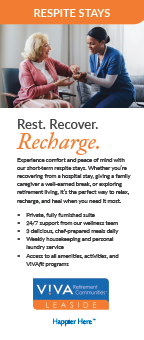 RESPITE STAYS
Rest. Recover.
Recharge.
Experience comfort and peace of mind with
our short-term respite stays. Whether you're
recovering from a hospital stay, giving a family
caregiver a well-earned break, or exploring
retirement living, it's the perfect way to relax,
recharge, and heal when you need it most.
• Private, fully furnished suite
• 24/7 support from our wellness team
• 3 delicious, chef-prepared meals daily
• Weekly housekeeping and personal
laundry service
• Access to all amenities, activities, and
VIVAfit programs
V!VA Retirement
Communities®
LEASIDE
Happier Here™